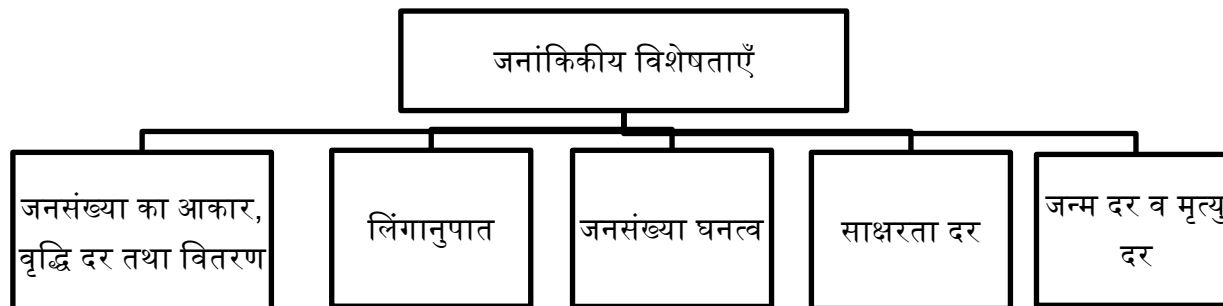 जनांकिकीय विशेषताएँ
जनसंख्या का आकार,
वृद्धि दर तथा वितरण
लिंगानुपात
जनसंख्या घनत्व
साक्षरता दर
जन्म दर व मृत्यु
दर